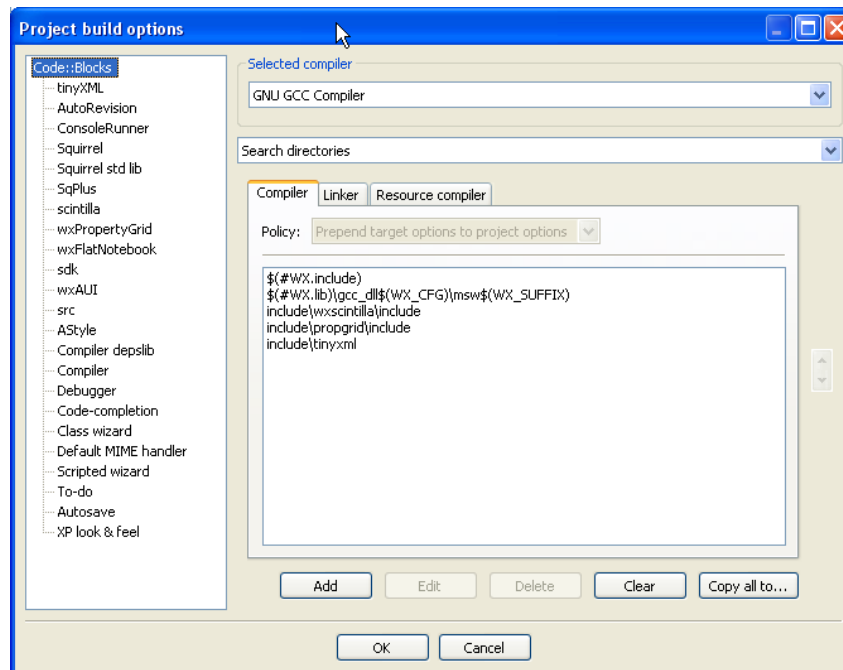 Project build options
Code::Blocks
tinyXML
AutoRevision
ConsoleRunner
Squirrel
Squirrel std lib
SqPlus
scintilla
wxPropertyGrid
wxFlatNotebook
sdk
wxAUI
src
AStyle
Compiler depslib
Compiler
Debugger
Code-completion
Class wizard
Default MIME handler
Scripted wizard
To-do
Autosave
XP look & feel
Selected compiler
GNU GCC Compiler
Search directories
Compiler Linker Resource compiler
Policy: Prepend target options to project options
$(#WX.include)
$(#WX.lib)\gcc_dll$(WX_CFG)\msw$(WX_SUFFIX)
include\wxscintilla\include
include\propgrid\include
include\tinyxml
Add Edit Delete Clear Copy all to...
OK Cancel